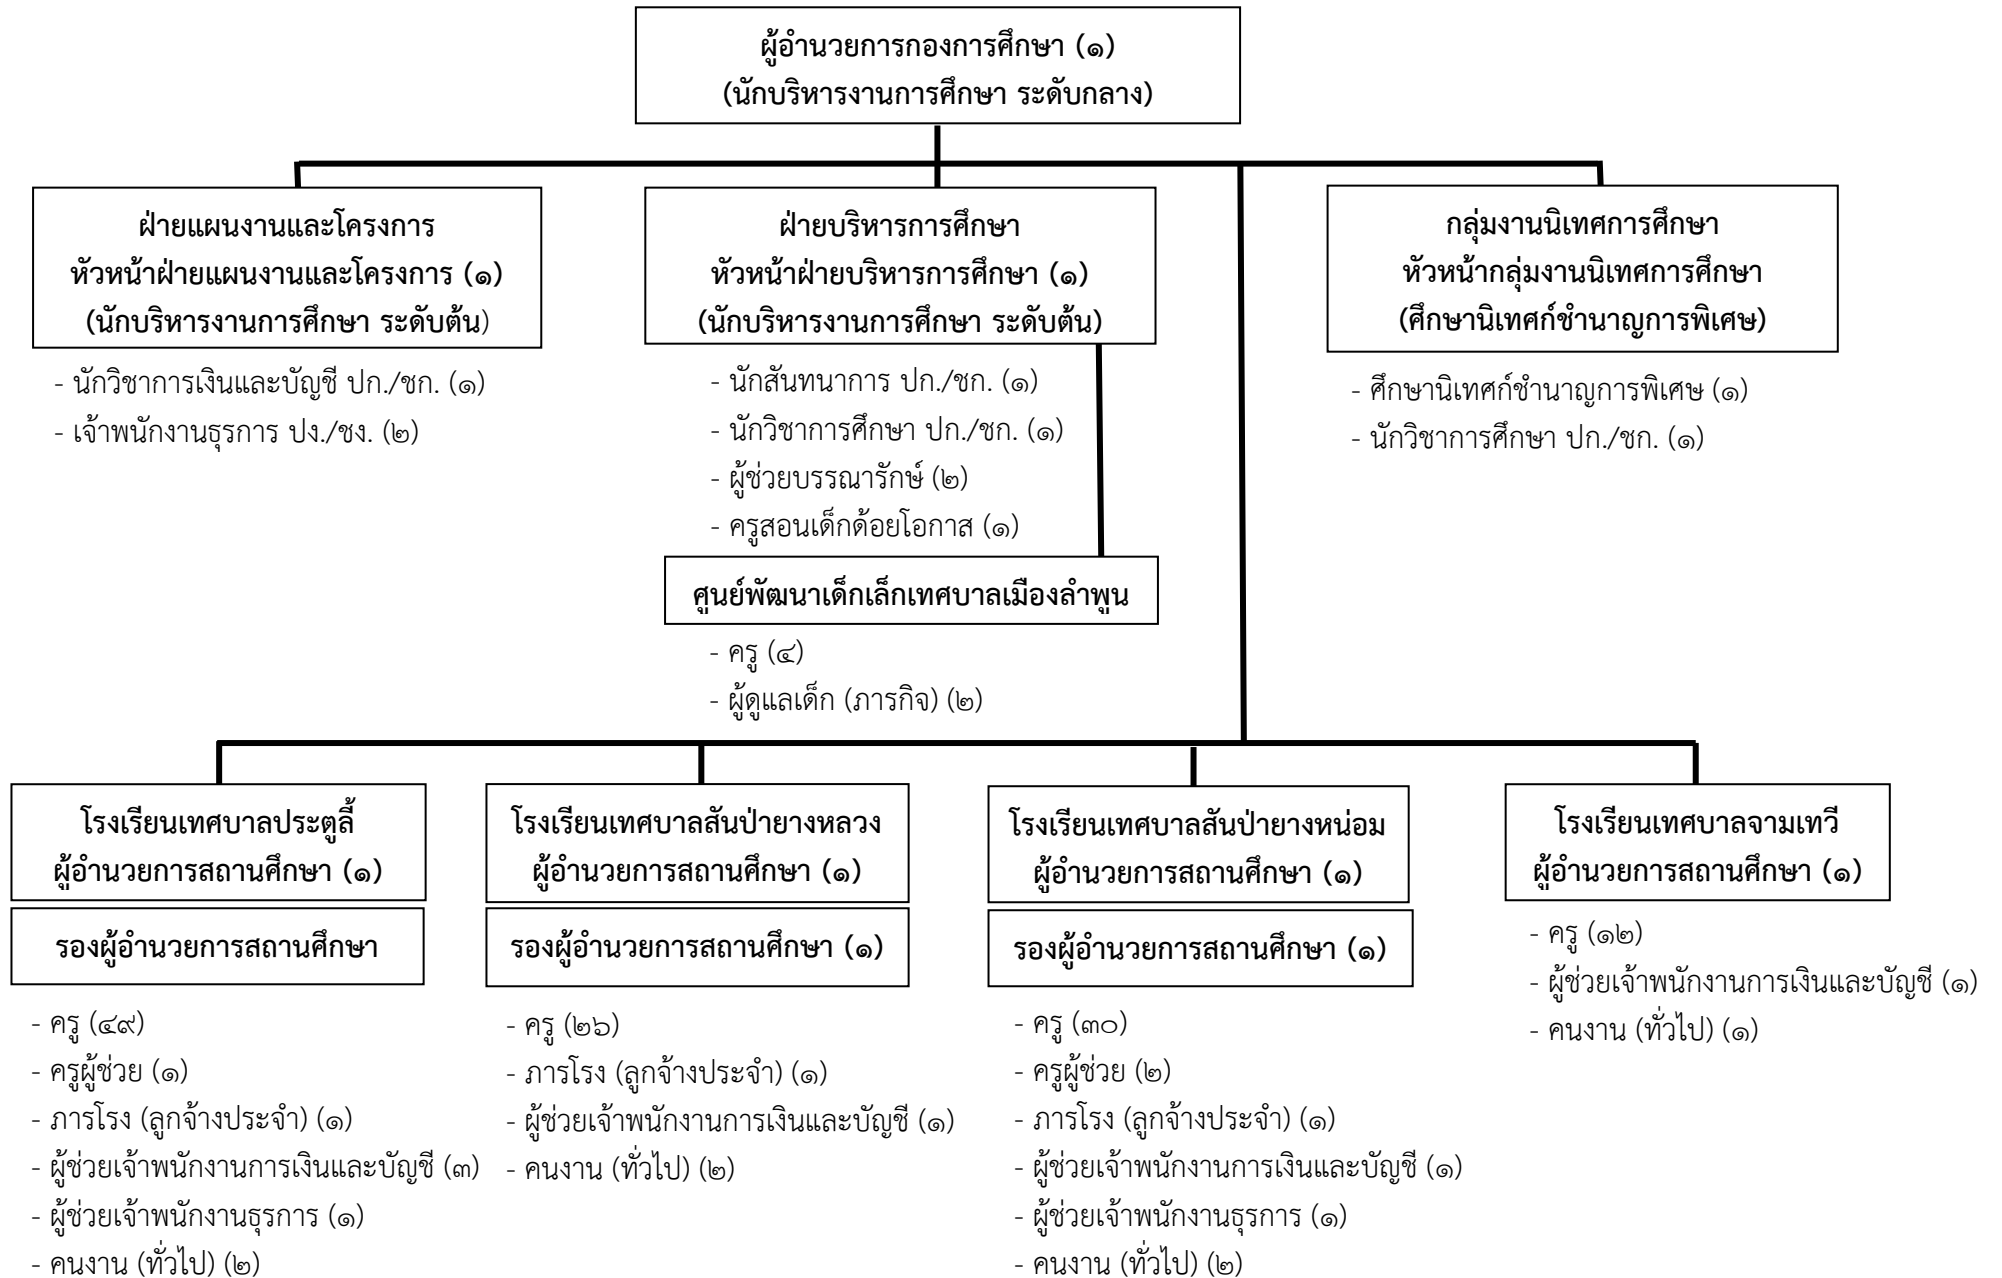 ผู้อำนวยการกองการศึกษา (๑)
(นักบริหารงานการศึกษา ระดับกลาง)
ฝ่ายแผนงานและโครงการ
หัวหน้าฝ่ายแผนงานและโครงการ (๑)
(นักบริหารงานการศึกษา ระดับต้น)
- นักวิชาการเงินและบัญชี ปก./ชก. (๑)
- เจ้าพนักงานธุรการ ปง./ชง. (๒)
ฝ่ายบริหารการศึกษา
หัวหน้าฝ่ายบริหารการศึกษา (๑)
(นักบริหารงานการศึกษา ระดับต้น)
- นักสันทนาการ ปก./ชก. (๑)
- นักวิชาการศึกษา ปก./ชก. (๑)
- ผู้ช่วยบรรณารักษ์ (๒)
- ครูสอนเด็กด้อยโอกาส (๑)
ศูนย์พัฒนาเด็กเล็กเทศบาลเมืองลำพูน
- ครู (๔)
- ผู้ดูแลเด็ก (ภารกิจ) (๒)
กลุ่มงานนิเทศการศึกษา
หัวหน้ากลุ่มงานนิเทศการศึกษา
(ศึกษานิเทศก์ชำนาญการพิเศษ)
- ศึกษานิเทศก์ชำนาญการพิเศษ (๑)
- นักวิชาการศึกษา ปก./ชก. (๑)
โรงเรียนเทศบาลประตูลี้
ผู้อำนวยการสถานศึกษา (๑)
รองผู้อำนวยการสถานศึกษา
- ครู (๔๙)
- ครูผู้ช่วย (๑)
- ภารโรง (ลูกจ้างประจำ) (๑)
- ผู้ช่วยเจ้าพนักงานการเงินและบัญชี (๓)
- ผู้ช่วยเจ้าพนักงานธุรการ (๑)
- คนงาน (ทั่วไป) (๒)
โรงเรียนเทศบาลสันป่ายางหลวง
ผู้อำนวยการสถานศึกษา (๑)
รองผู้อำนวยการสถานศึกษา (๑)
- ครู (๒๖)
- ภารโรง (ลูกจ้างประจำ) (๑)
- ผู้ช่วยเจ้าพนักงานการเงินและบัญชี (๑)
- คนงาน (ทั่วไป) (๒)
โรงเรียนเทศบาลสันป่ายางหน่อม
ผู้อำนวยการสถานศึกษา (๑)
รองผู้อำนวยการสถานศึกษา (๑)
- ครู (๓๐)
- ครูผู้ช่วย (๒)
- ภารโรง (ลูกจ้างประจำ) (๑)
- ผู้ช่วยเจ้าพนักงานการเงินและบัญชี (๑)
- ผู้ช่วยเจ้าพนักงานธุรการ (๑)
- คนงาน (ทั่วไป) (๒)
โรงเรียนเทศบาลจามเทวี
ผู้อำนวยการสถานศึกษา (๑)
- ครู (๑๒)
- ผู้ช่วยเจ้าพนักงานการเงินและบัญชี (๑)
- คนงาน (ทั่วไป) (๑)